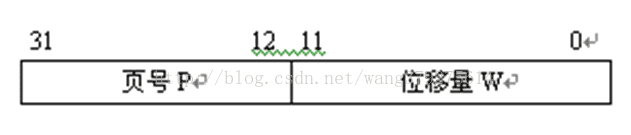 31 12 11 0
页号 P 位移量 W
http://blog.csdn.net/wang